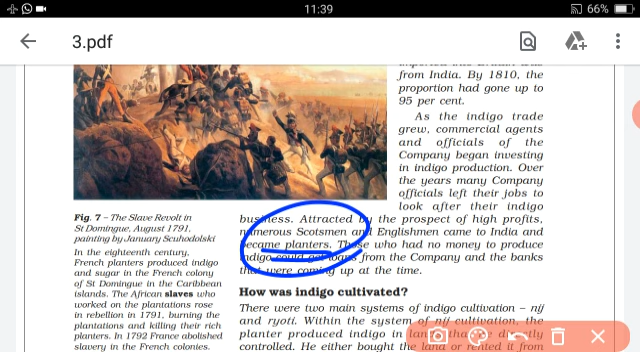 11:39
66%
3.pdf
from India. By 1810, the
proportion had gone up to
95 per cent.
As the indigo trade
grew, commercial agents
and officials of the
Company began investing
in indigo production. Over
the years many Company
officials left their jobs to
look after their indigo
business. Attracted by the prospect of high profits,
numerous Scotsmen and Englishmen came to India and
became planters. Those who had no money to produce
indigo could get loans from the Company and the banks
that were coming up at the time.
Fig. 7 – The Slave Revolt in
St Domingue, August 1791,
painting by January Scuhodolski
In the eighteenth century,
French planters produced indigo
and sugar in the French colony
of St Domingue in the Caribbean
islands. The African slaves who
worked on the plantations rose
in rebellion in 1791, burning the
plantations and killing their rich
planters. In 1792 France abolished
slavery in the French colonies.
How was indigo cultivated?
There were two main systems of indigo cultivation – nij
and ryoti. Within the system of nij cultivation, the
planter produced indigo in lands that he directly
controlled. He either bought the land or rented it from